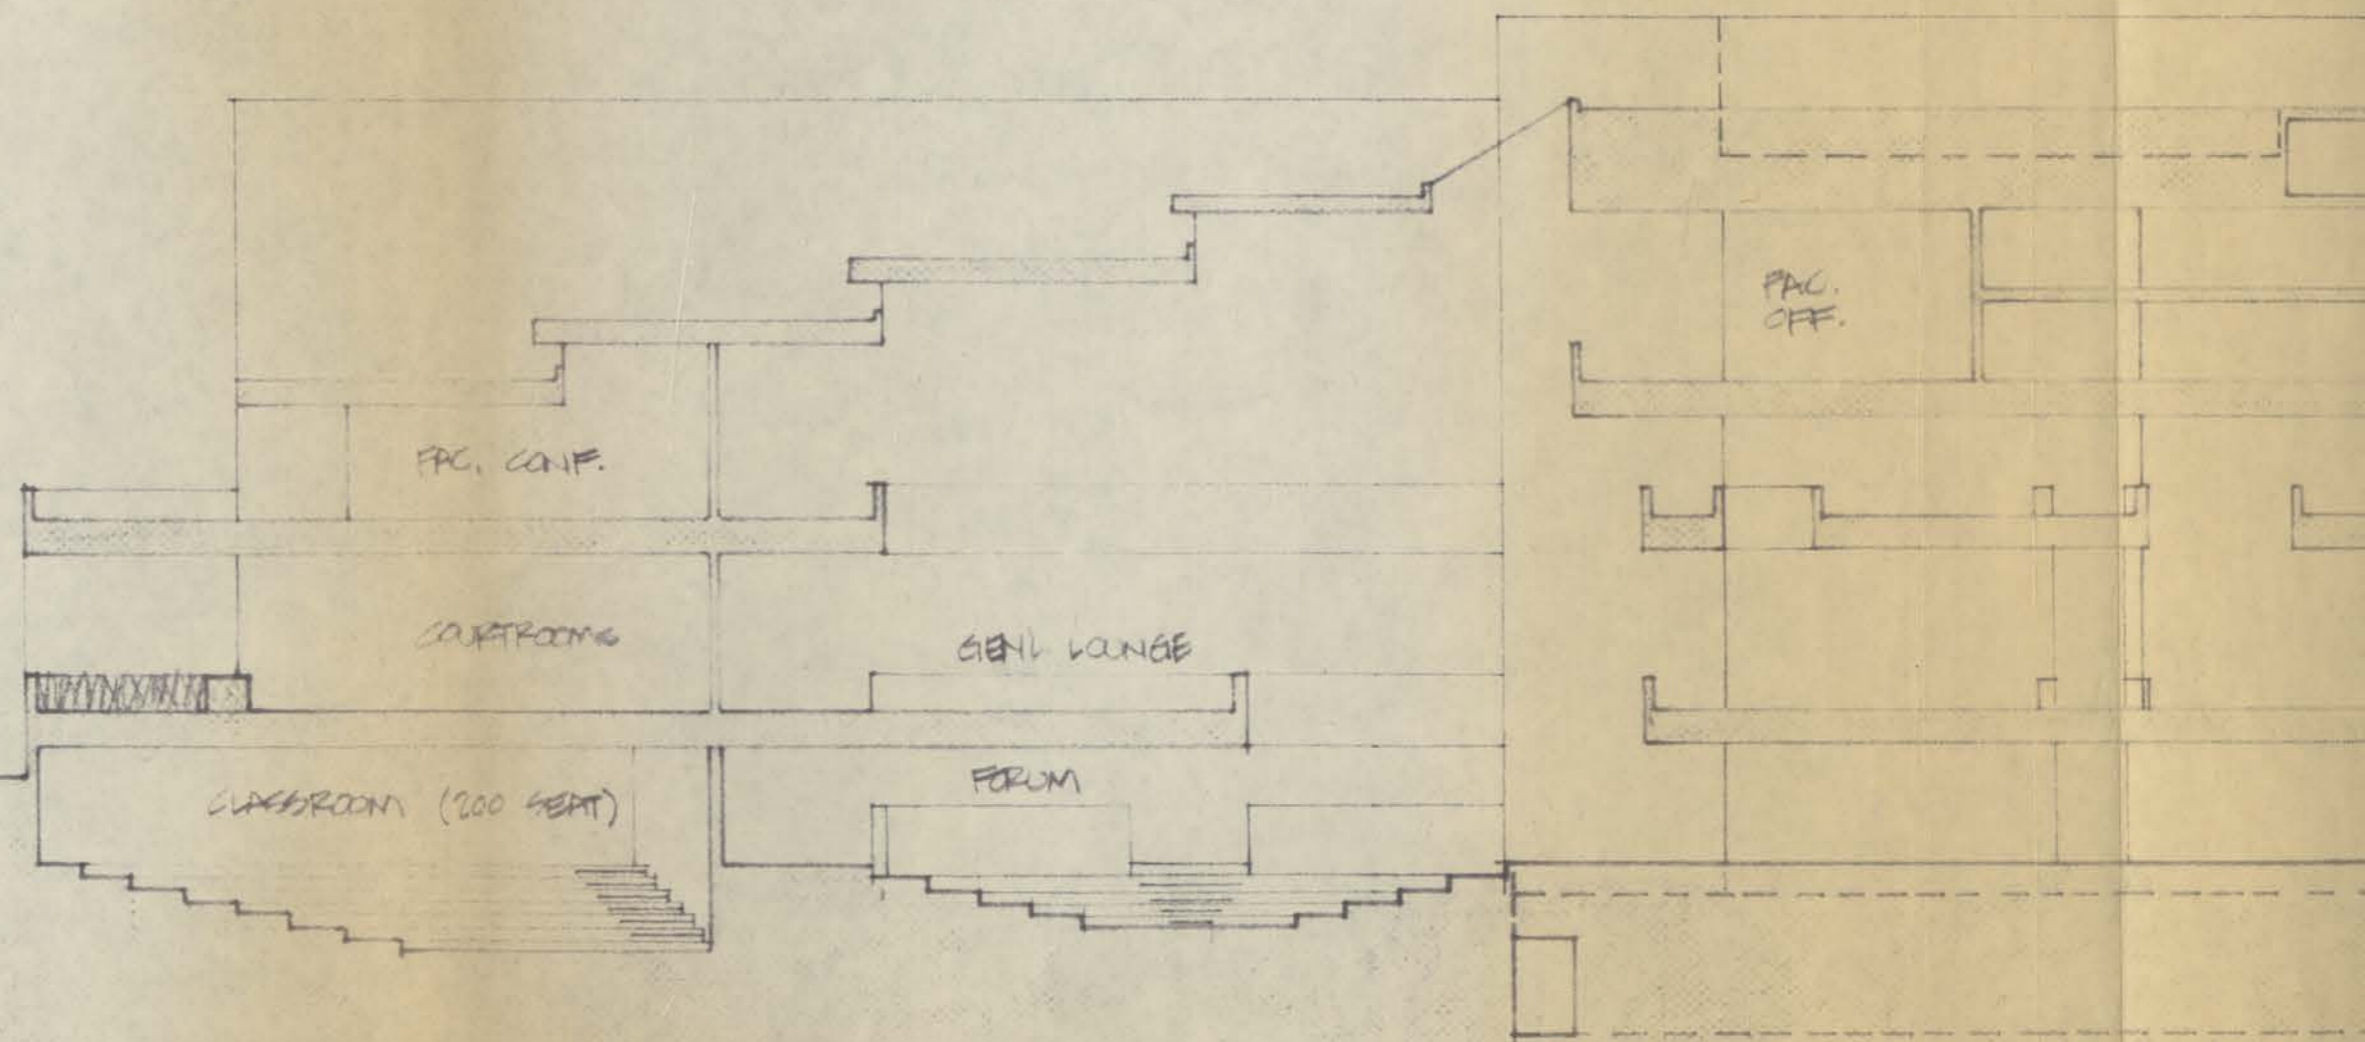 FAC.
OFF.
FAC. CONF.
COURTROOMS
GEN'L LOUNGE
CLASSROOM (200 SEAT)
FORUM